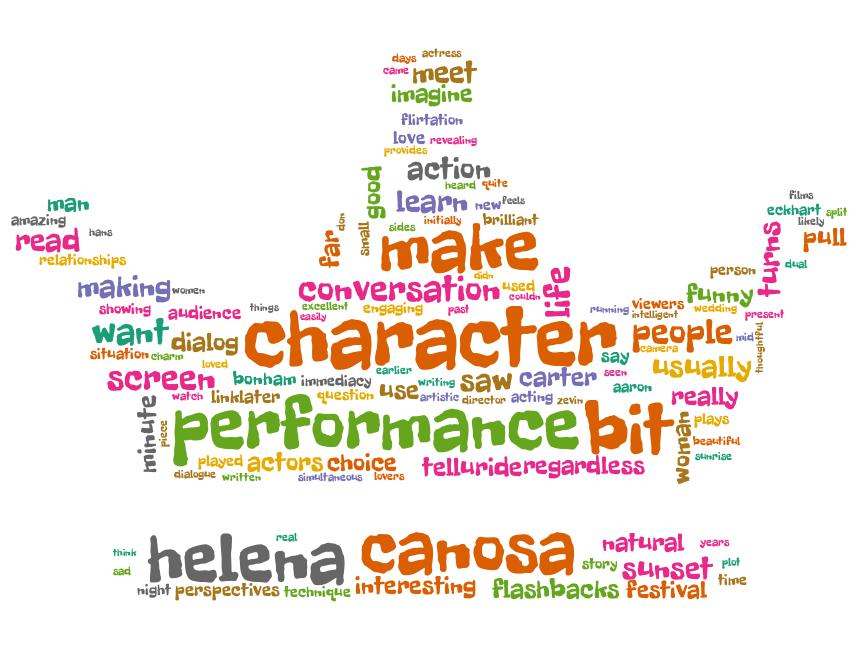 days actress
came meet
imagine
flirtation
love revealing
provides
action
good heard quite
man learn new feels films
amazing eckhart split
far don small sides initially brilliant likely
read hans make turns pull
relationships person dual
didn
making women conversation used life funny
couldn
showing audience things excellent engaging past running viewers wedding present
easily intelligent
want dialog character people mid
situation charm say camera thoughtful
loved earlier usually
screen bonham immediacy writing saw carter seen
watch linklater question use artistic director acting zevin aaron really
minute piece performance bit woman plays
beautiful
played actors choice telluride regardless sunrise
dialogue written simultaneous lovers
real
think helena canosa natural years
sad story sunset plot
night perspectives technique interesting flashbacks festival time